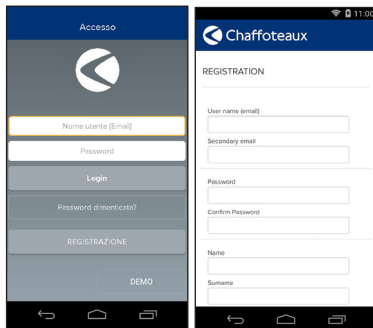 Accesso
Nome utente (Email)
Password
Login
Password dimenticata?
REGISTRAZIONE
DEMO
11:00
Chaffoteaux
REGISTRATION
User name (email)
Secondary email
Password
Confirm Password
Name
Surname